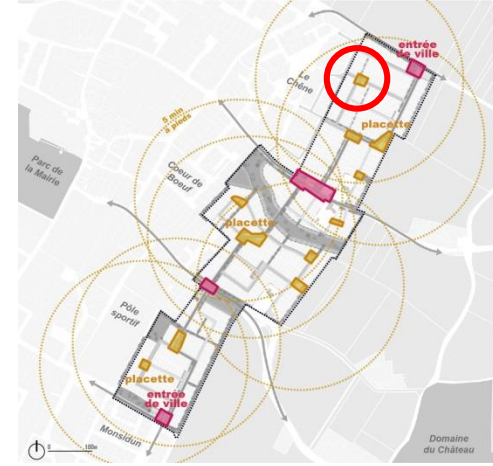 entrée
de ville
Le
Chêne
placette
5 min
à pieds
Parc de
la Mairie
Coeur de
Boeuf
placette
Pôle
sportif
placette
entrée
de ville
Monsidun
0
100m
Domaine
du Château